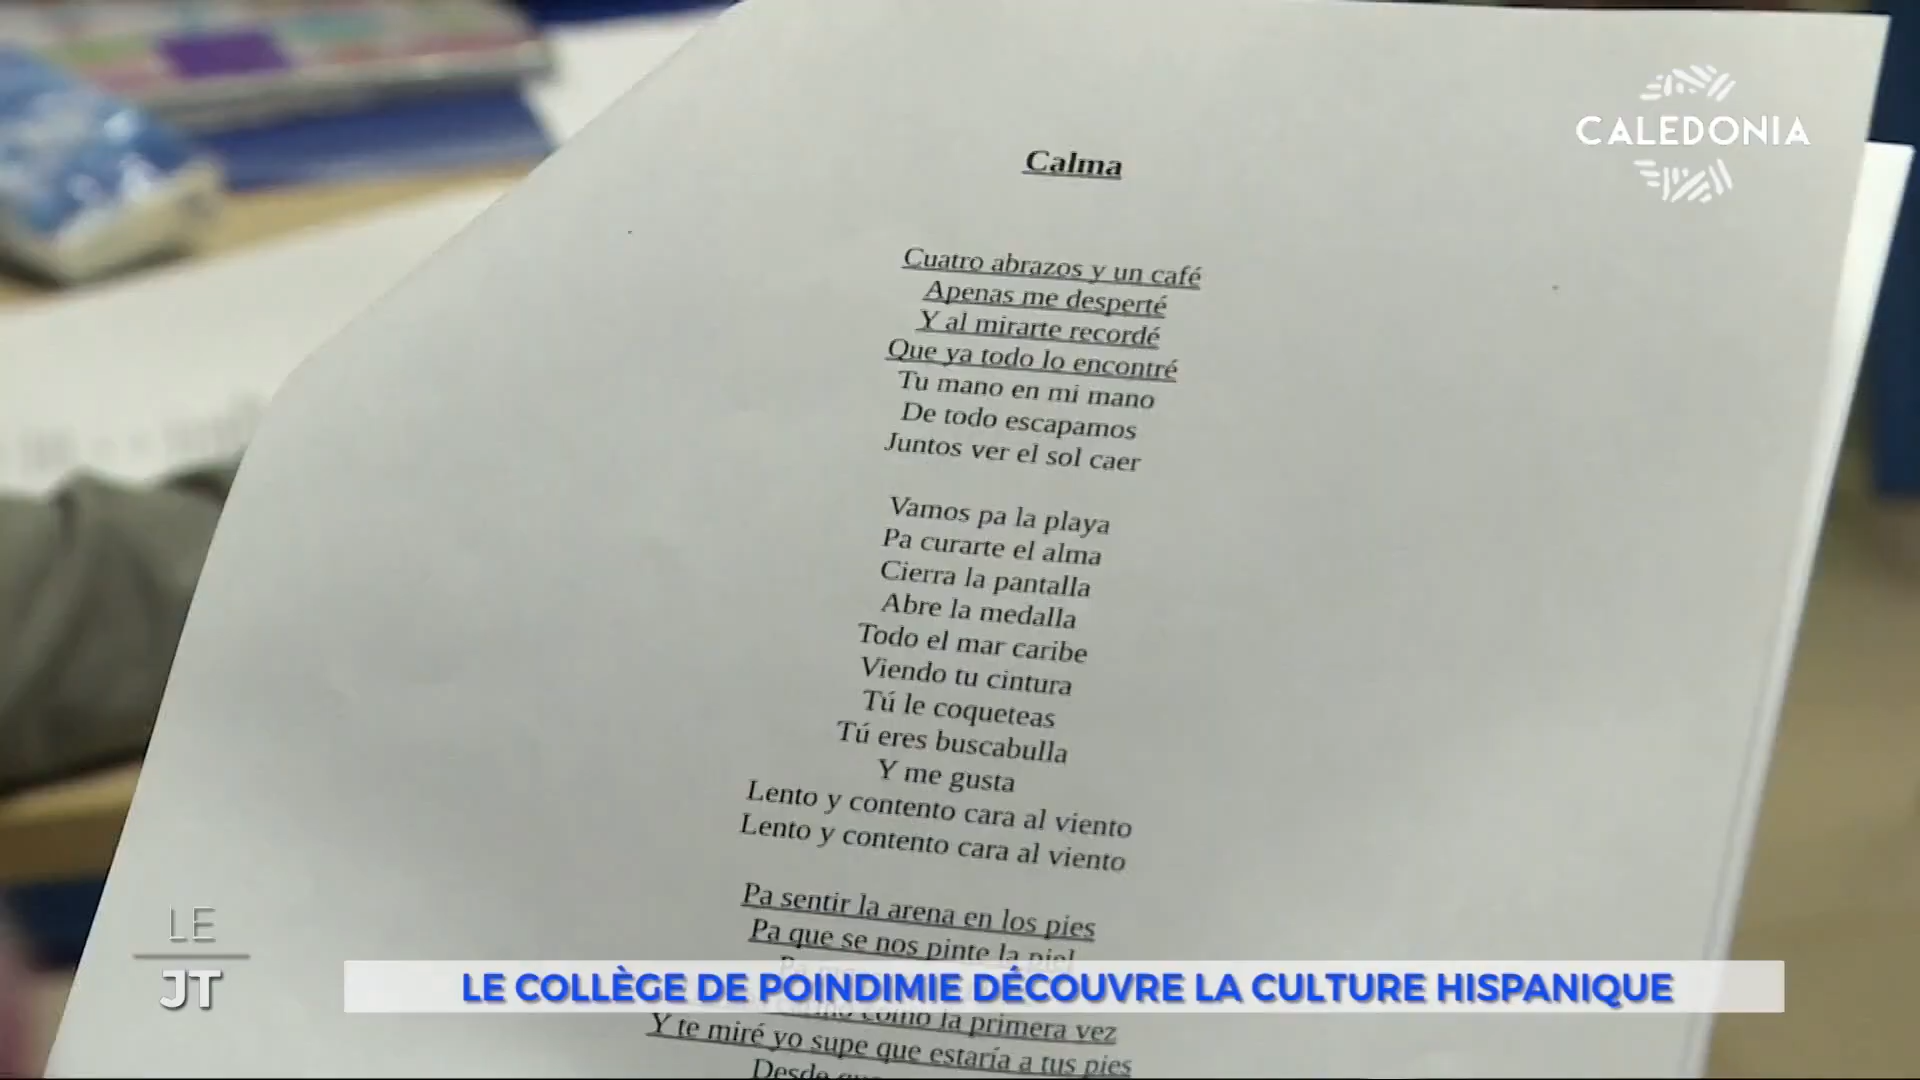 CALEDONIA
Calma
Cuatro abrazos y un café
Apenas me desperté
Y al mirarte recordé
Que ya todo lo encontré
Tu mano en mi mano
De todo escapamos
Juntos ver el sol caer
Vamos pa la playa
Pa curarte el alma
Cierra la pantalla
Abre la medalla
Todo el mar caribe
Viendo tu cintura
Tú le coqueteas
Tú eres buscabulla
Y me gusta
Lento y contento cara al viento
Lento y contento cara al viento
Pa sentir la arena en los pies
Pa que se nos pinte la piel
como la primera vez
Y te miré yo supe que estaría a tus pies
Desde
LE
JT
LE COLLÈGE DE POINDIMIE DÉCOUVRE LA CULTURE HISPANIQUE